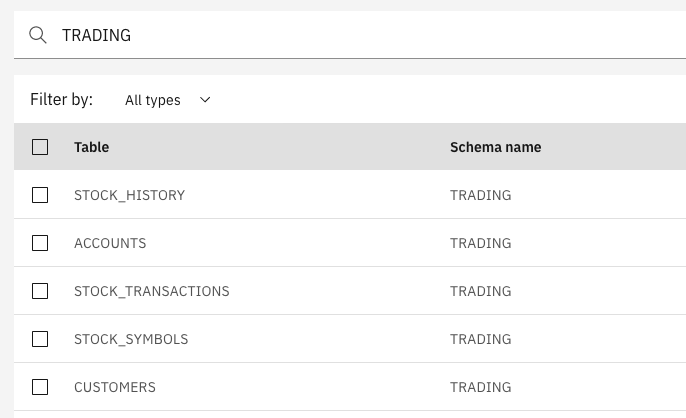 TRADING
Filter by: All types
Table Schema name
STOCK_HISTORY TRADING
ACCOUNTS TRADING
STOCK_TRANSACTIONS TRADING
STOCK_SYMBOLS TRADING
CUSTOMERS TRADING